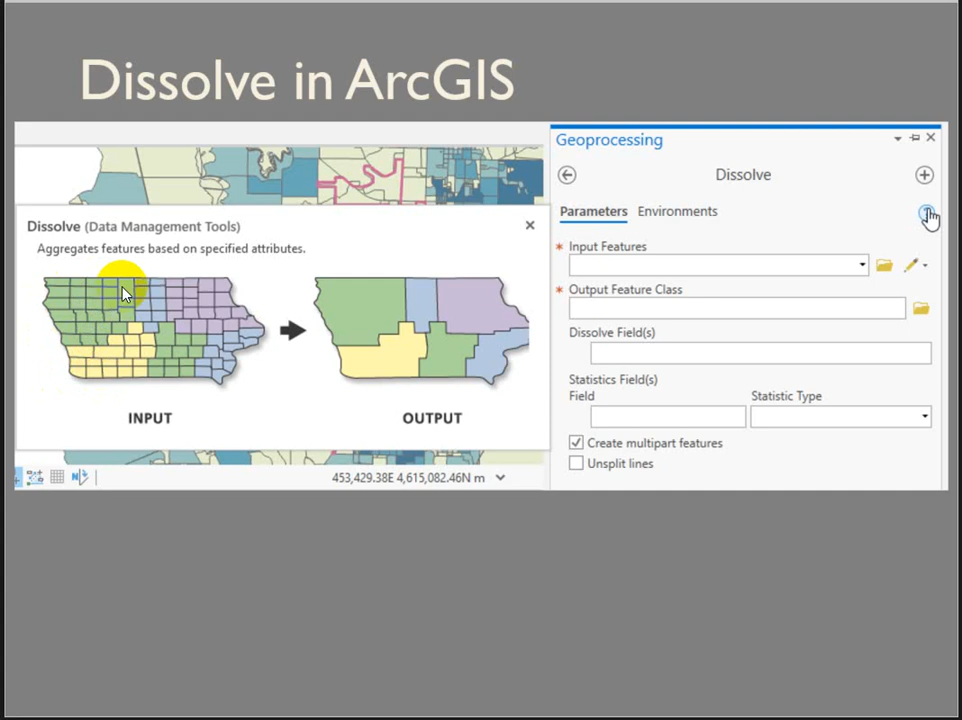 Dissolve in ArcGIS
Geoprocessing
Dissolve
Parameters Environments
Dissolve (Data Management Tools)
Aggregates features based on specified attributes.
INPUT
OUTPUT
* Input Features
* Output Feature Class
Dissolve Field(s)
Statistics Field(s)
Field
Statistic Type
Create multipart features
Unsplit lines
453,429.38E 4,615,082.46N m